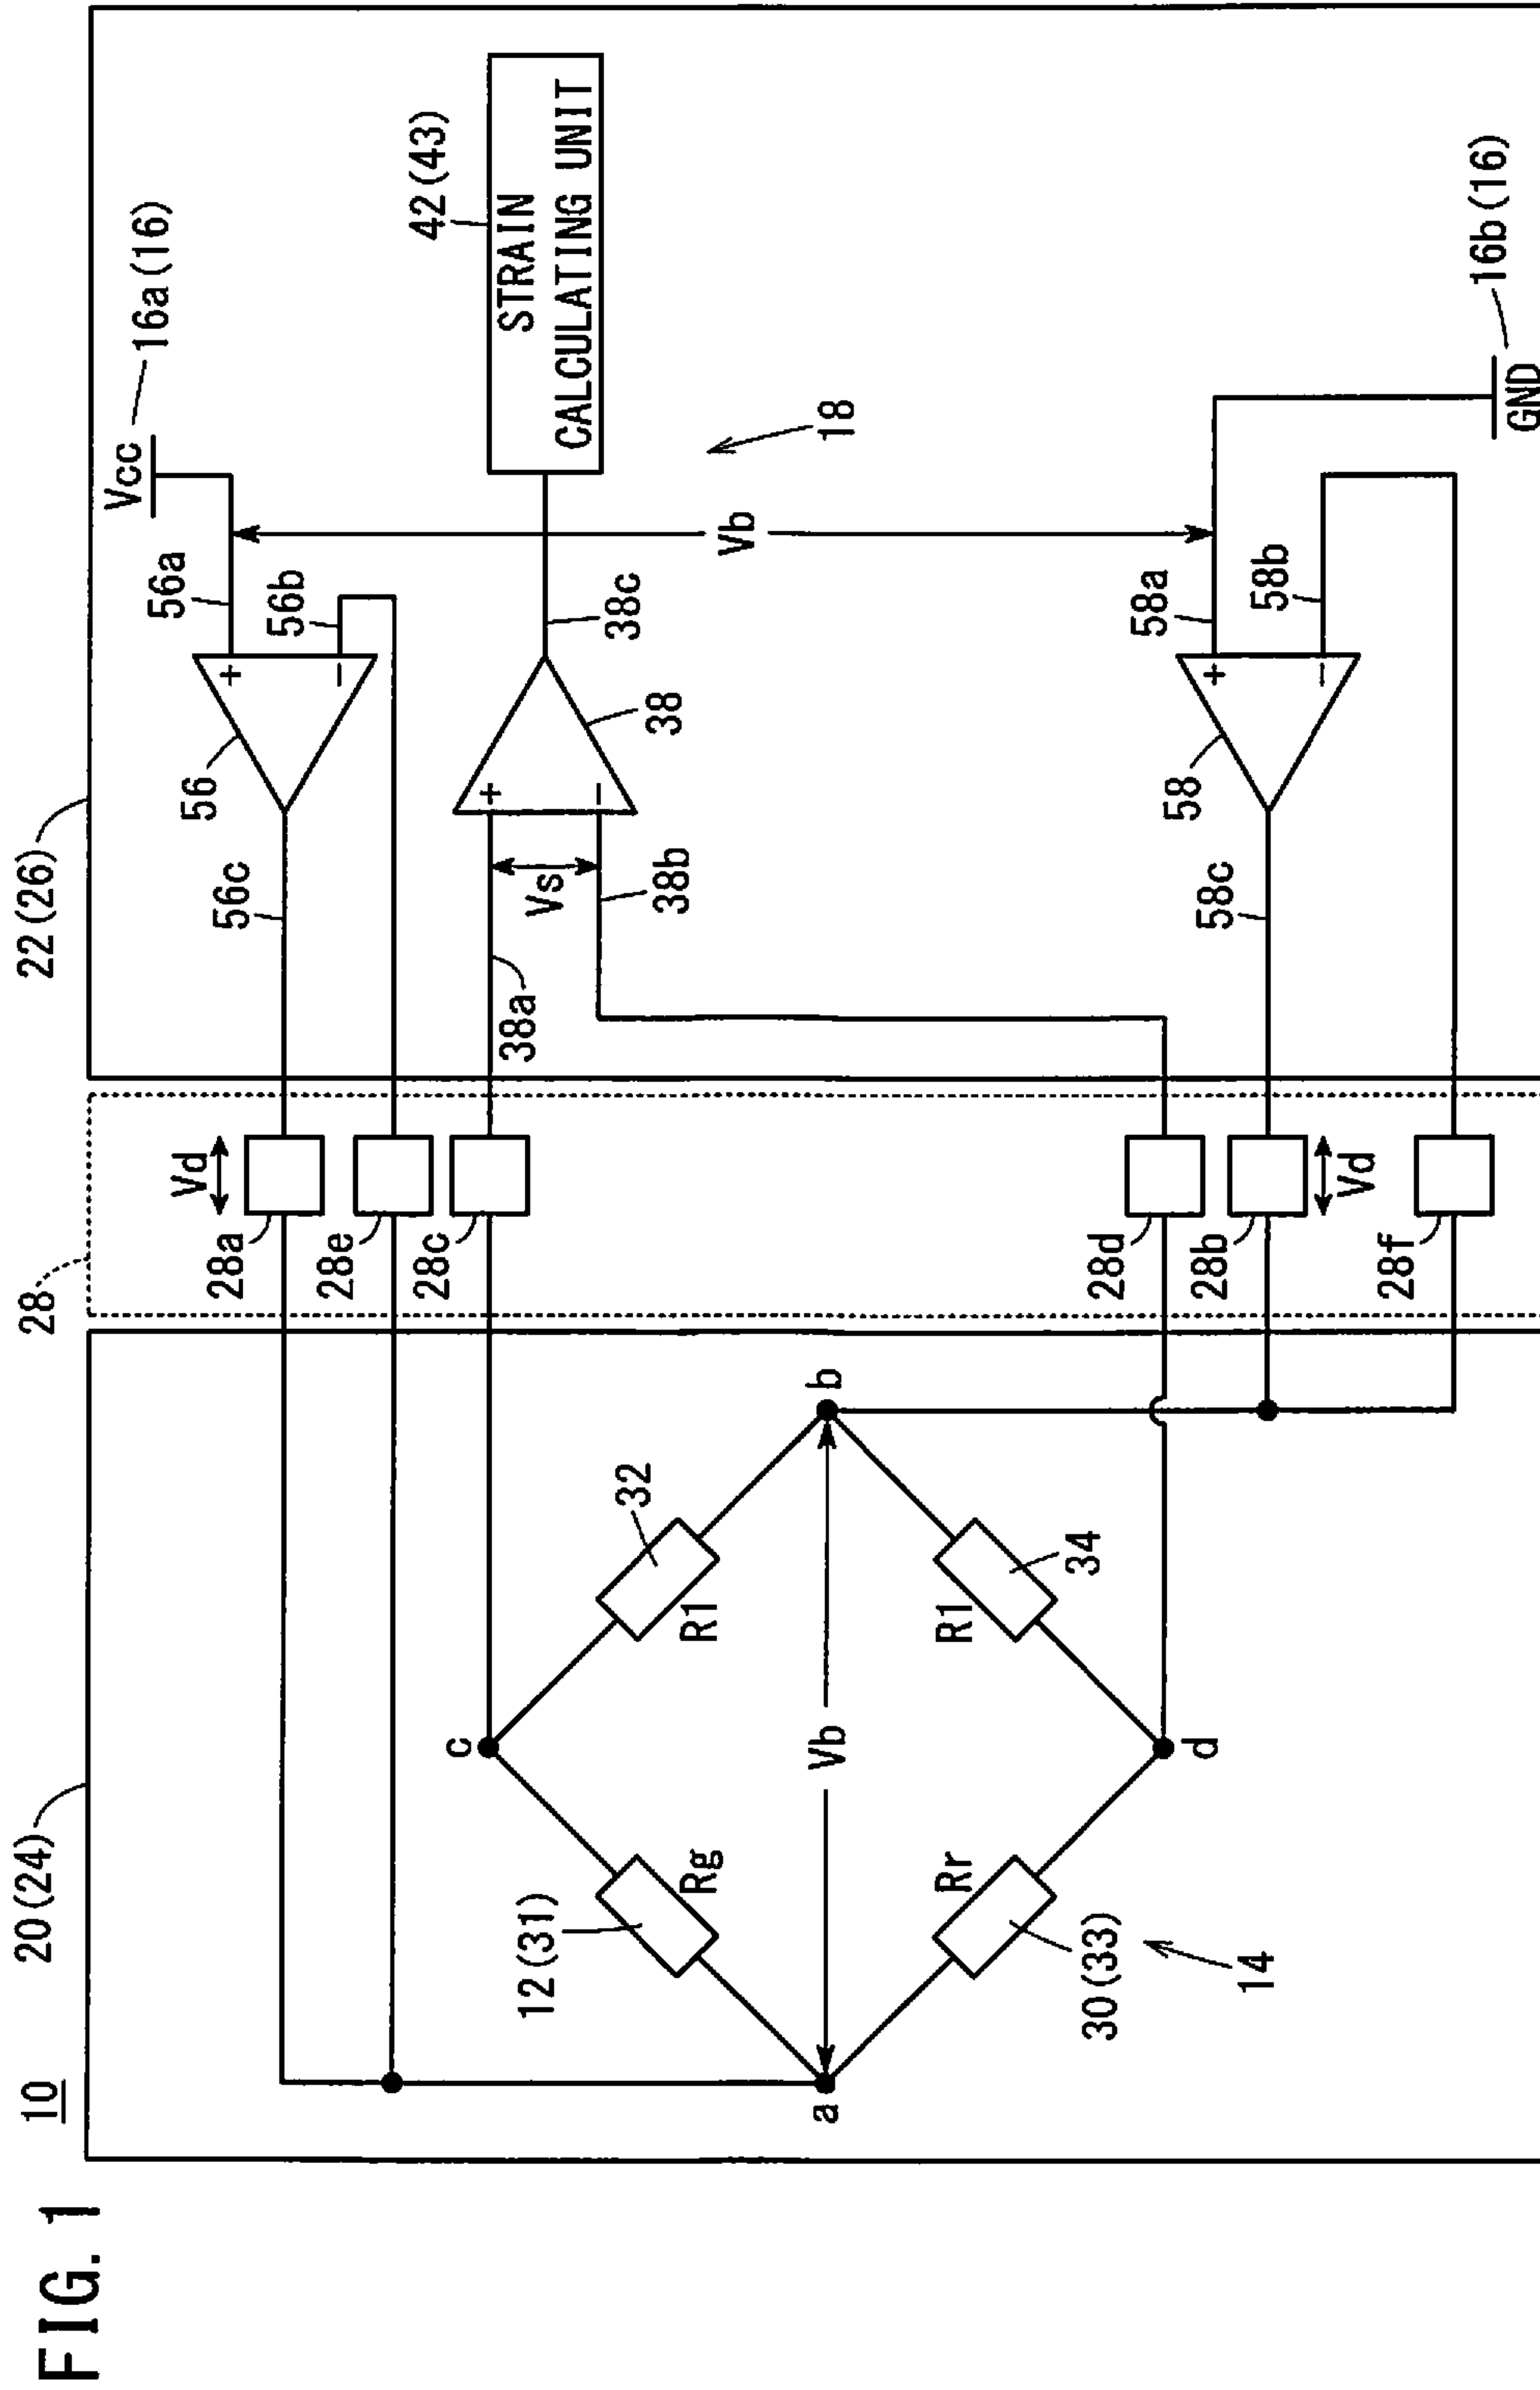 FIG. 1
10
20(24)
28
22(26)
Vcc
16a(16)
56a
56
56c
56b
Vd
28a
28e
28c
38a
Vs
38b
38
38c
42(43)
STRAIN
CALCULATING UNIT
Vb
18
c
12(31)
Rg
32
R1
a
Vb
b
30(33)
Rr
34
R1
14
d
28d
28b
Vd
28f
58a
58
58c
58b
16b(16)
GND
+
−
+
−
+
−